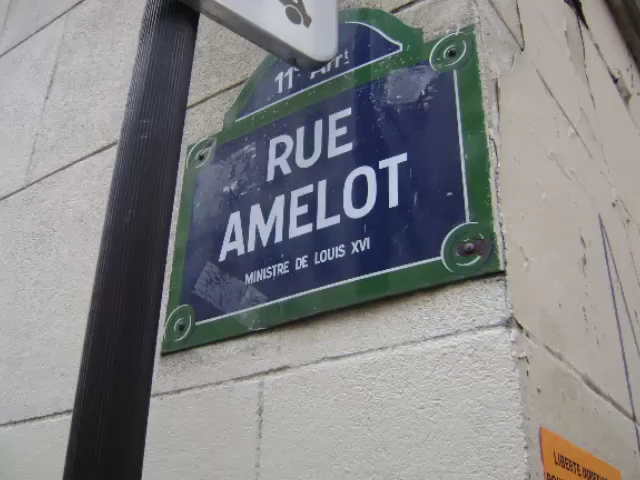 11e Arrt
RUE
AMELOT
MINISTRE DE LOUIS XVI
LIBERTE